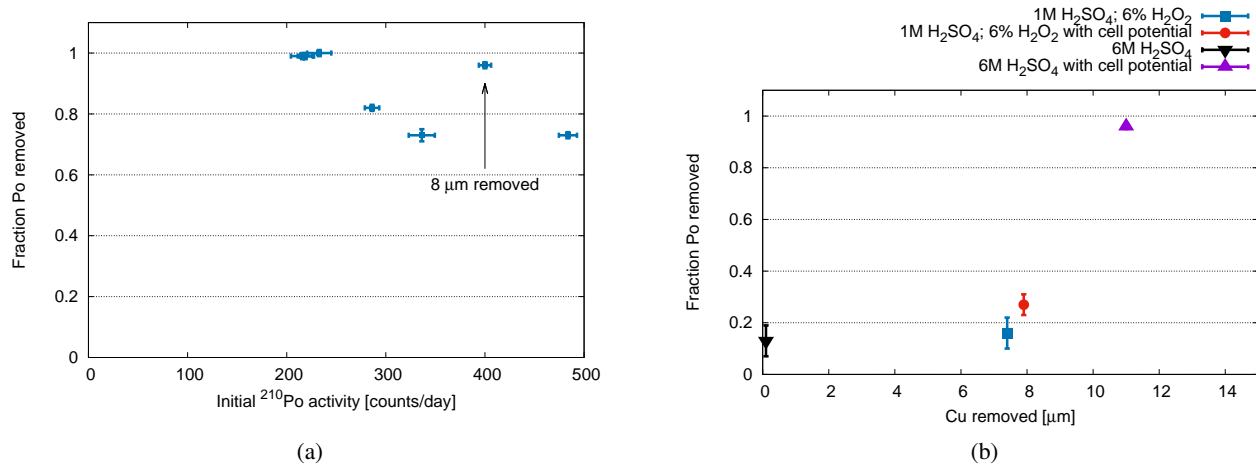 1
0.8
0.6
0.4
0.2
0
Fraction Po removed
8 μm removed
0 100 200 300 400 500
Initial ²¹⁰Po activity [counts/day]
(a)
1M H₂SO₄; 6% H₂O₂
1M H₂SO₄; 6% H₂O₂ with cell potential
6M H₂SO₄
6M H₂SO₄ with cell potential
1
0.8
0.6
0.4
0.2
0
Fraction Po removed
0 2 4 6 8 10 12 14
Cu removed [μm]
(b)